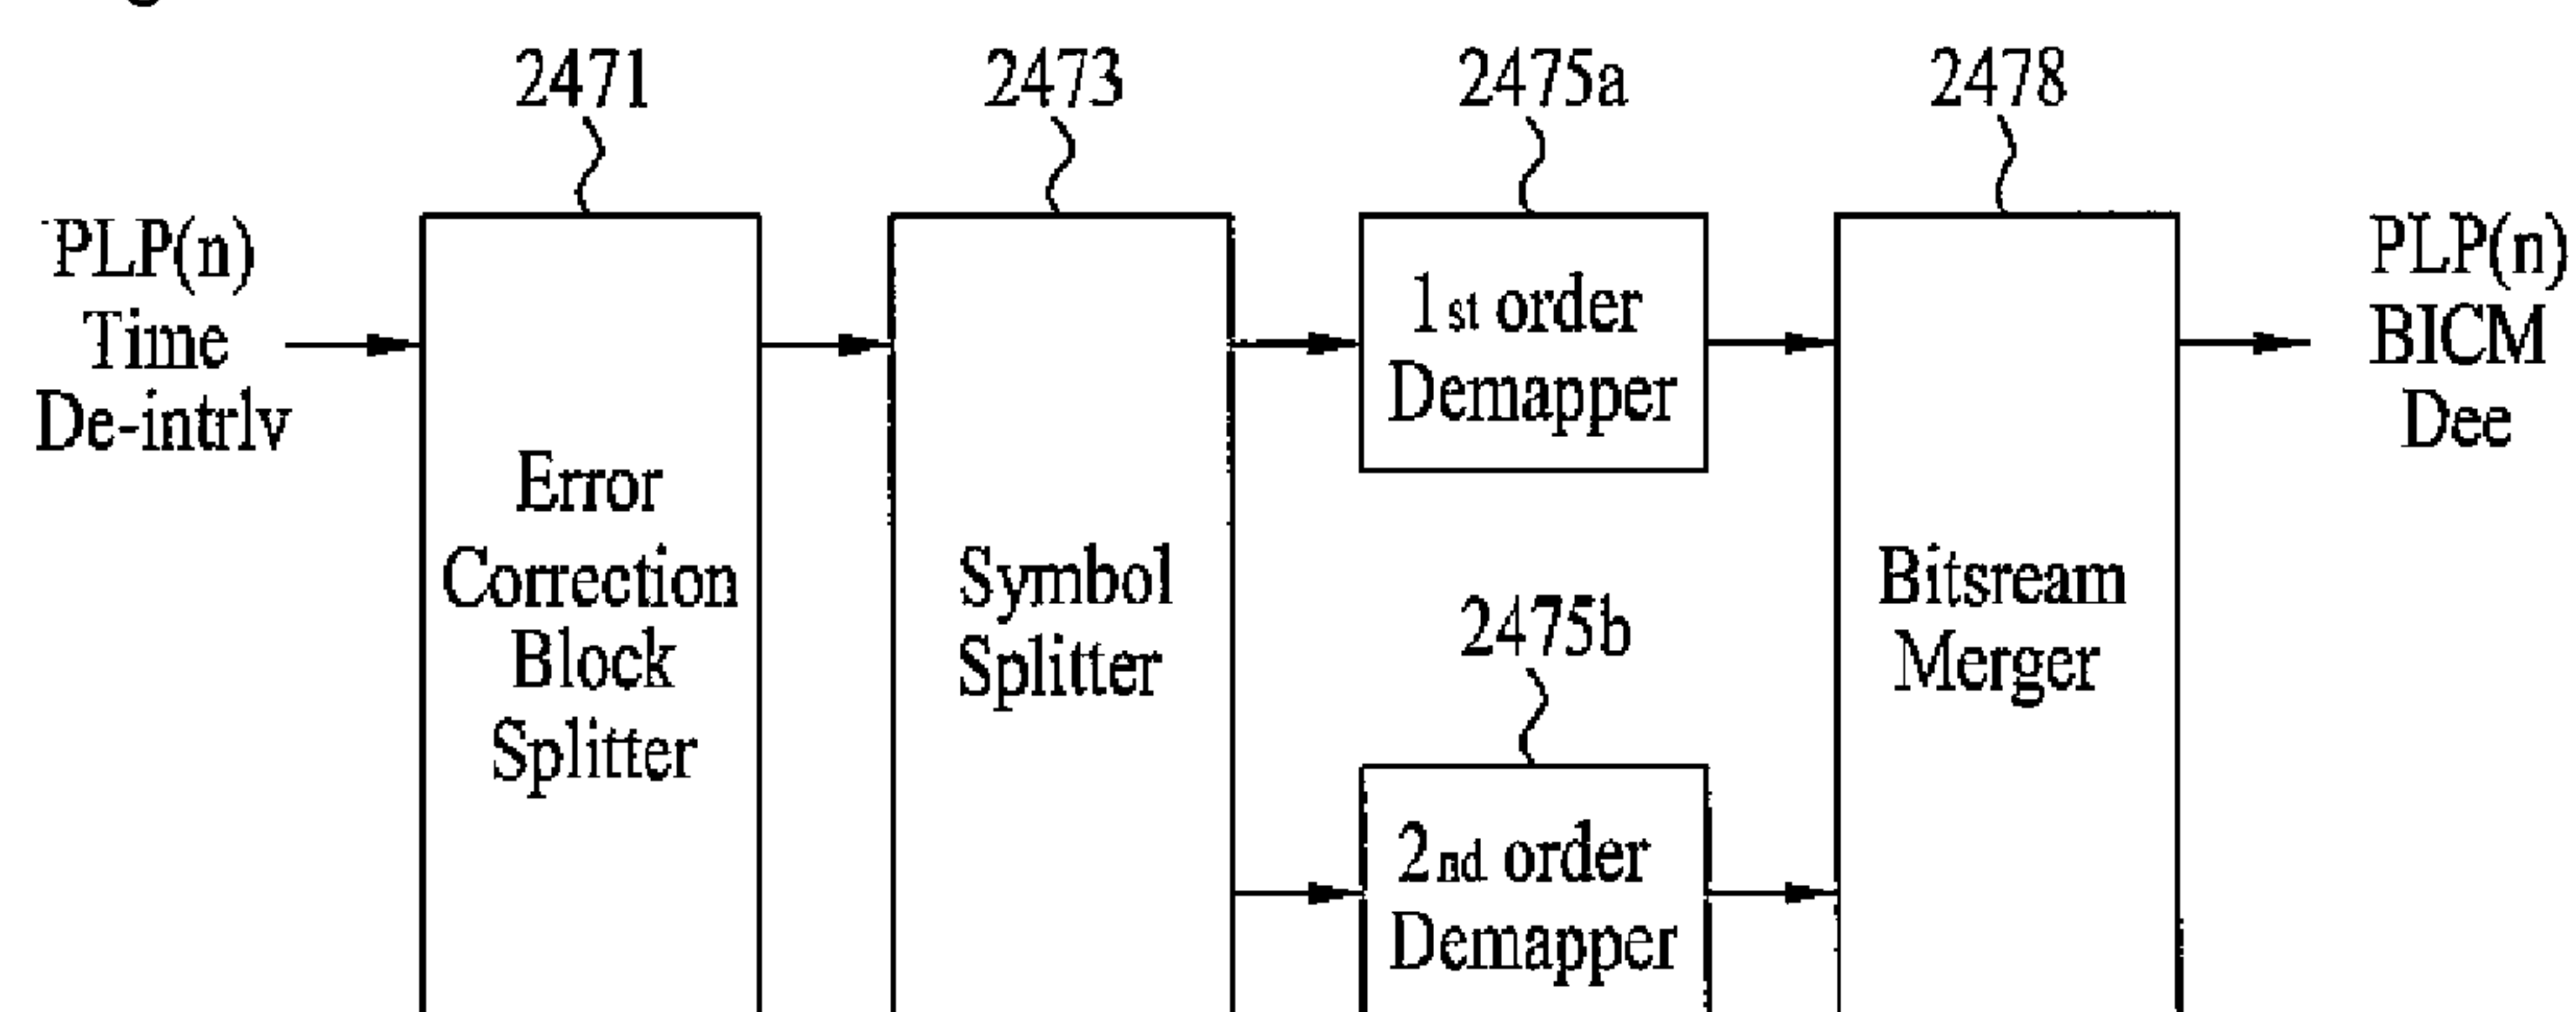 2471
2473
2475a
2478
PLP(n)
Time
De-intrlv
Error
Correction
Block
Splitter
Symbol
Splitter
1st order
Demapper
2475b
2nd order
Demapper
Bitsream
Merger
PLP(n)
BICM
Dee